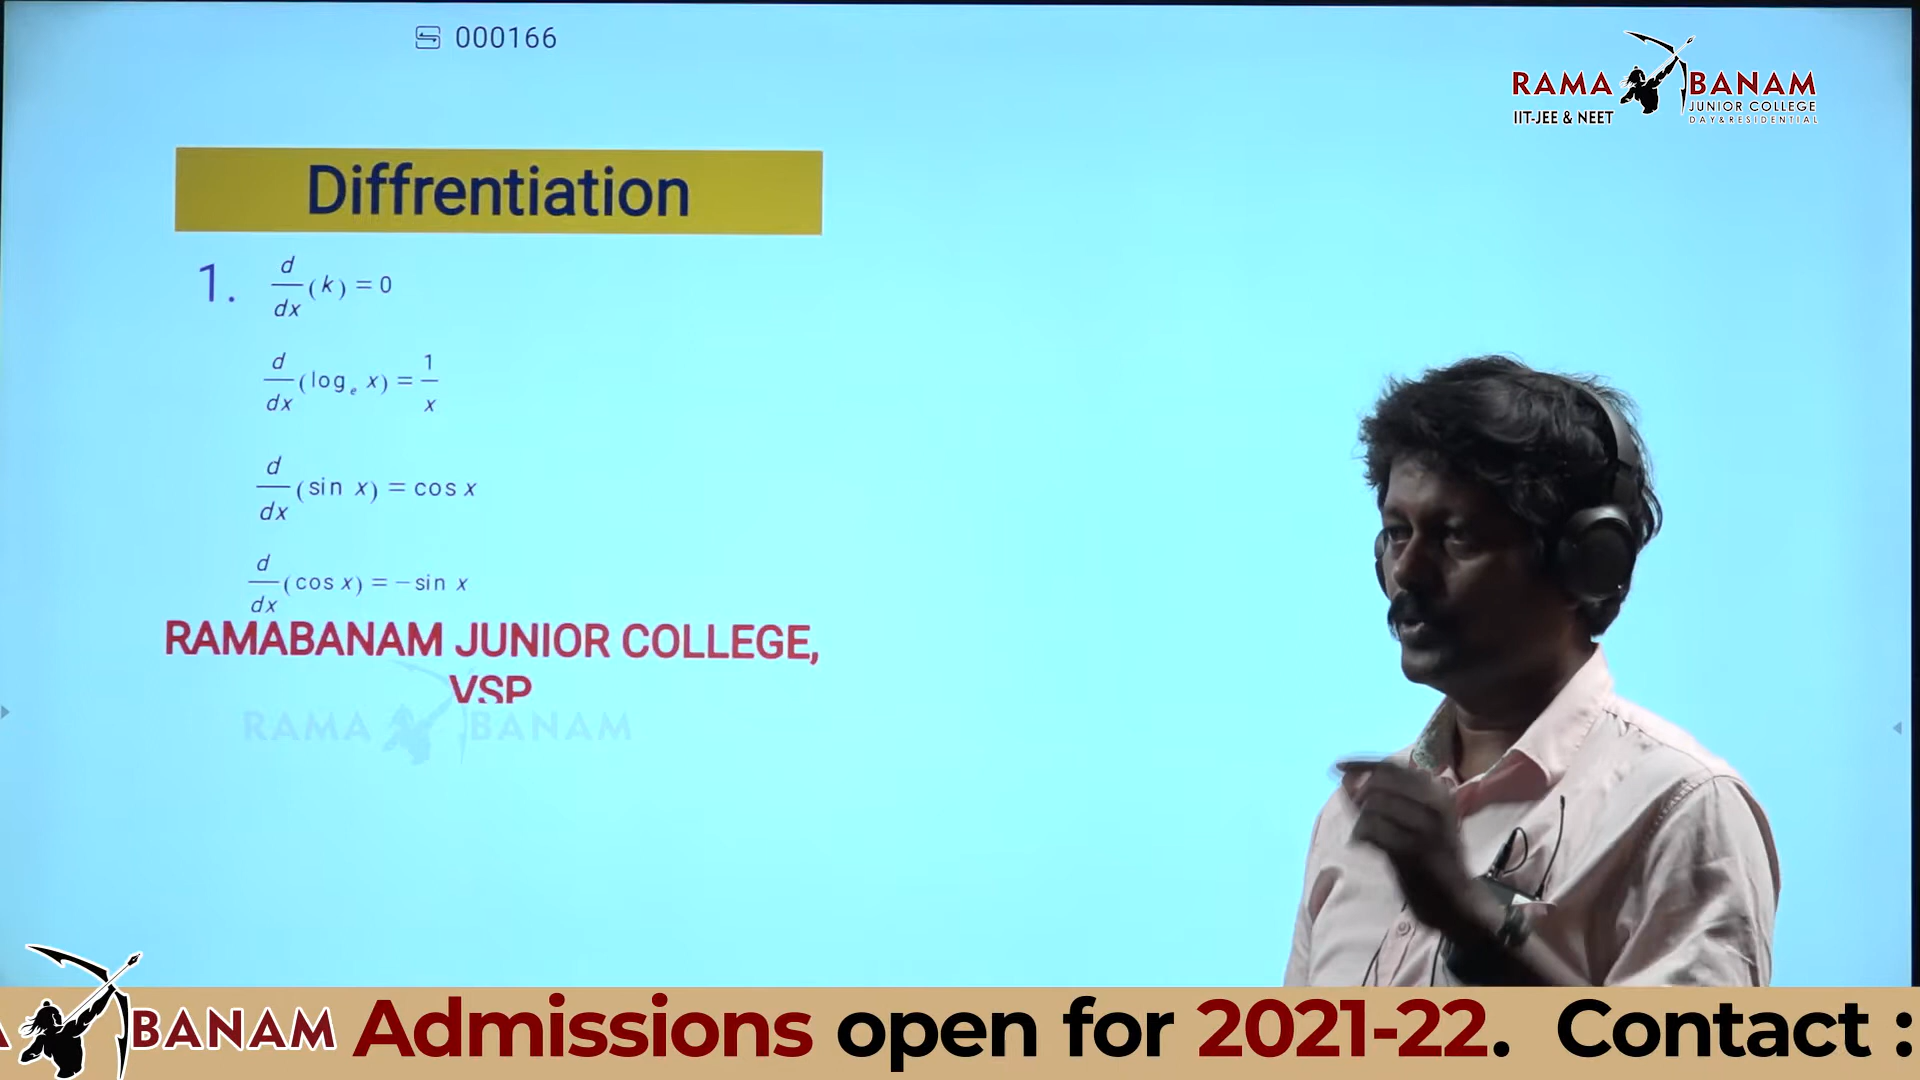 000166
RAMA BANAM
IIT-JEE & NEET
JUNIOR COLLEGE
DAY & RESIDENTIAL
Diffrentiation
1. d/dx (k) = 0
d/dx (logₑ x) = 1/x
d/dx (sin x) = cos x
d/dx (cos x) = −sin x
RAMABANAM JUNIOR COLLEGE,
VSP
RAMA BANAM
A BANAM Admissions open for 2021-22. Contact :